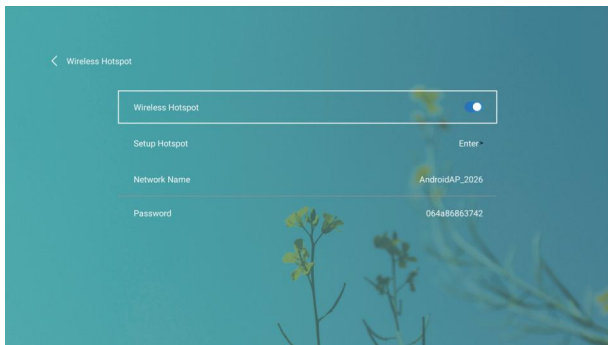 Wireless Hotspot
Wireless Hotspot
Setup Hotspot Enter
Network Name AndroidAP_2026
Password 064a86863742